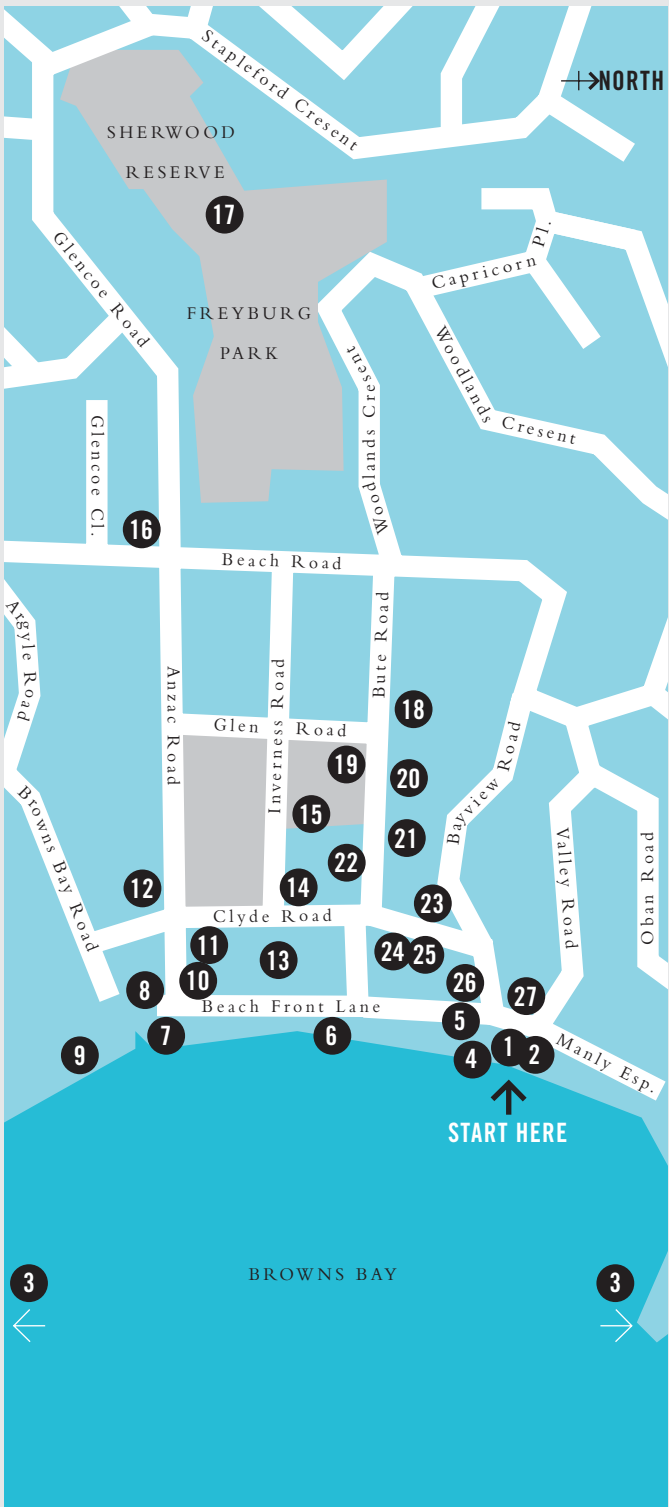 Stapleford Cresent
NORTH
SHERWOOD
RESERVE
17
Capricorn Pl.
Glencoe Road
FREYBURG
PARK
Woodlands Cresent
Woodlands Cresent
Glencoe Cl.
16
Beach Road
Argyle Road
Bute Road
Anzac Road
Inverness Road
18
Glen Road
Bayview Road
19
20
15
21
Browns Bay Road
Valley Road
Oban Road
22
12
14
23
Clyde Road
11
13
24
25
10
8
26
27
Beach Front Lane
5
7
6
9
4
1
2
Manly Esp.
START HERE
BROWNS BAY
3
3